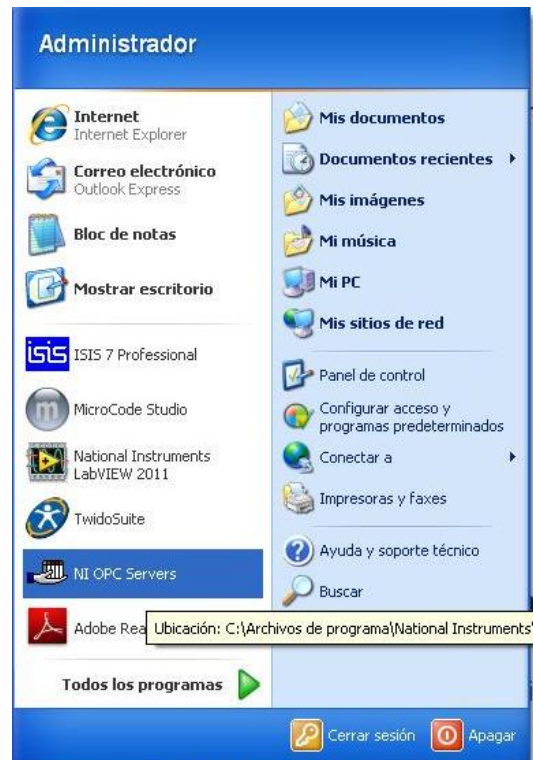 Administrador
Internet
Internet Explorer
Correo electrónico
Outlook Express
Bloc de notas
Mostrar escritorio
isis
ISIS 7 Professional
m
MicroCode Studio
National Instruments
LabVIEW 2011
TwidoSuite
NI OPC Servers
Adobe Rea
Todos los programas
Mis documentos
Documentos recientes
Mis imágenes
Mi música
Mi PC
Mis sitios de red
Panel de control
Configurar acceso y
programas predeterminados
Conectar a
Impresoras y faxes
Ayuda y soporte técnico
Buscar
Ubicación: C:\Archivos de programa\National Instruments\
Cerrar sesión
Apagar